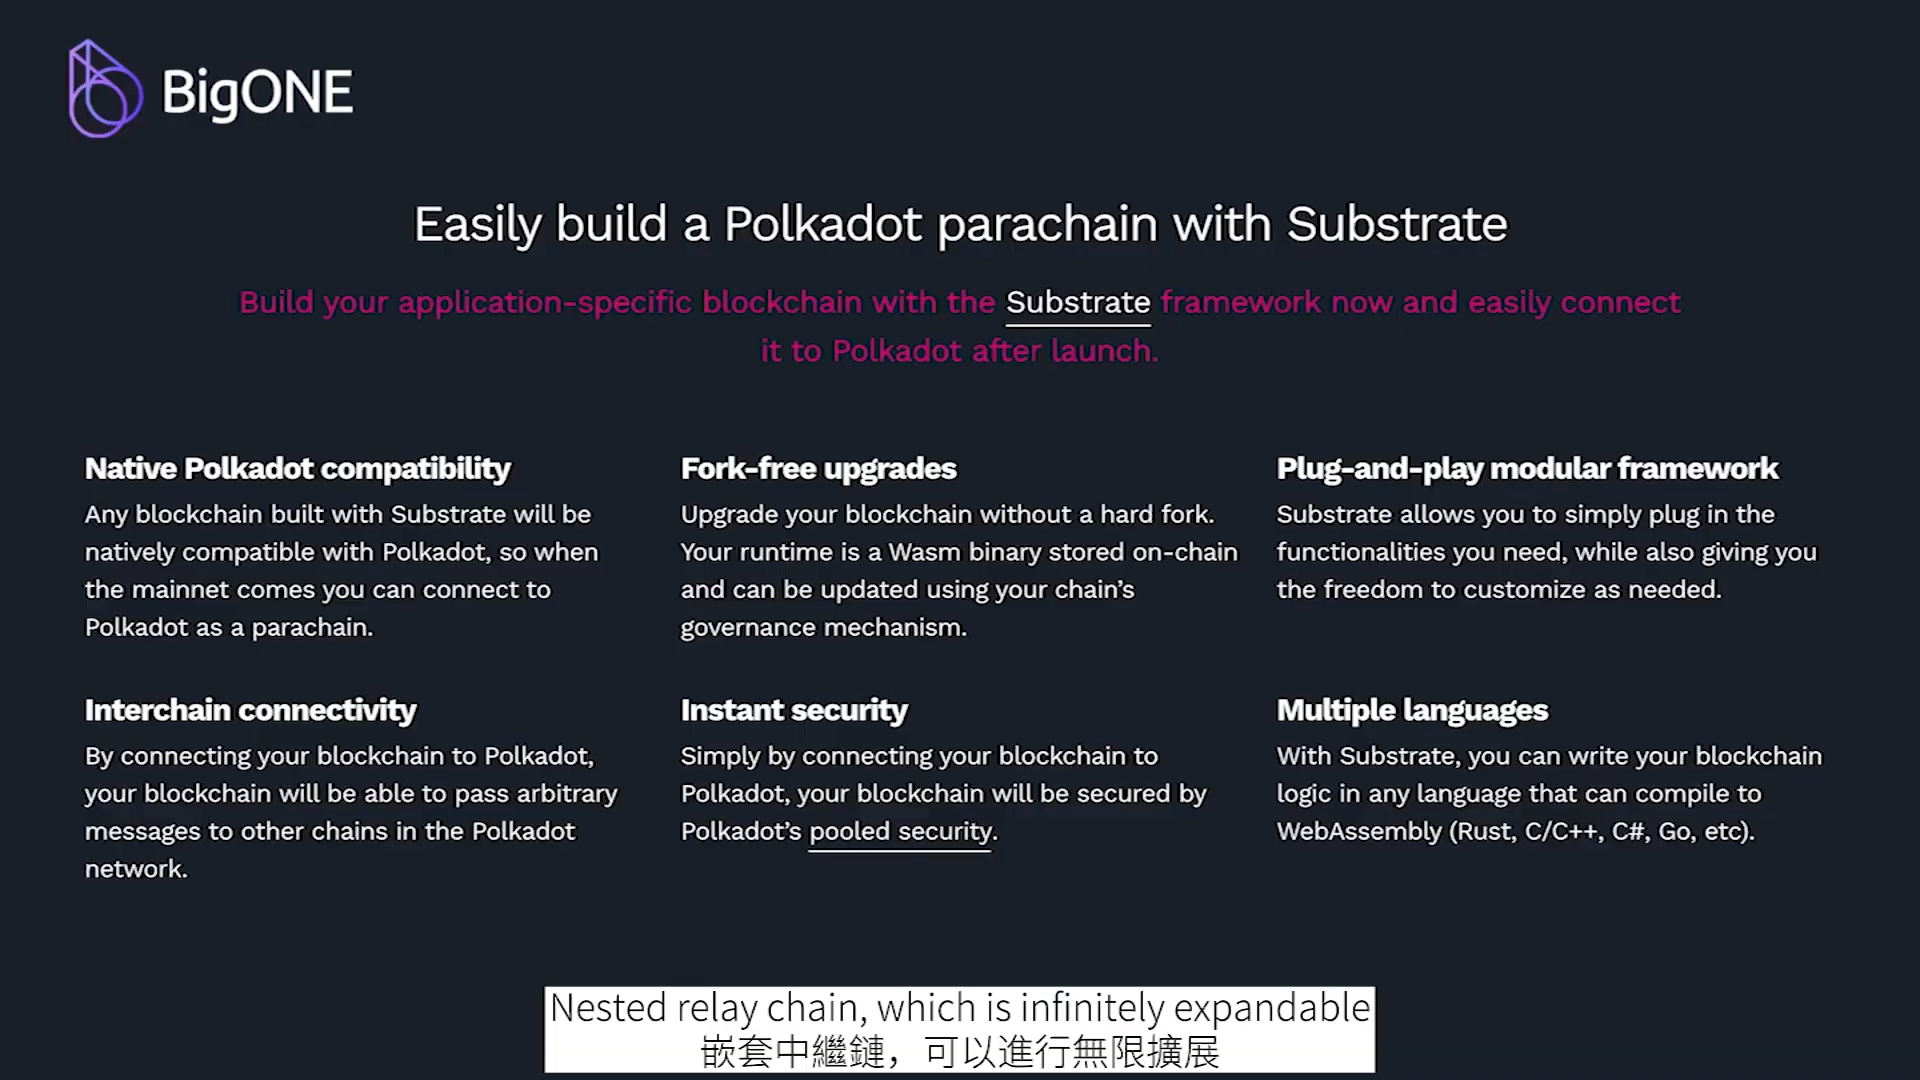 BigONE
Easily build a Polkadot parachain with Substrate
Build your application-specific blockchain with the Substrate framework now and easily connect
it to Polkadot after launch.
Native Polkadot compatibility
Any blockchain built with Substrate will be
natively compatible with Polkadot, so when
the mainnet comes you can connect to
Polkadot as a parachain.
Fork-free upgrades
Upgrade your blockchain without a hard fork.
Your runtime is a Wasm binary stored on-chain
and can be updated using your chain’s
governance mechanism.
Plug-and-play modular framework
Substrate allows you to simply plug in the
functionalities you need, while also giving you
the freedom to customize as needed.
Interchain connectivity
By connecting your blockchain to Polkadot,
your blockchain will be able to pass arbitrary
messages to other chains in the Polkadot
network.
Instant security
Simply by connecting your blockchain to
Polkadot, your blockchain will be secured by
Polkadot’s pooled security.
Multiple languages
With Substrate, you can write your blockchain
logic in any language that can compile to
WebAssembly (Rust, C/C++, C#, Go, etc).
Nested relay chain, which is infinitely expandable
嵌套中繼鏈，可以進行無限擴展